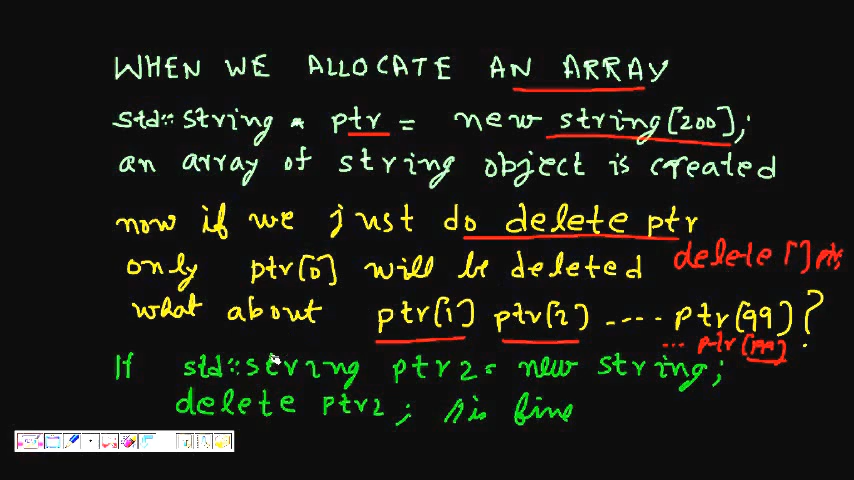 WHEN WE ALLOCATE AN ARRAY
std::string * ptr = new string[200];
an array of string object is created
now if we just do delete ptr
only ptr[0] will be deleted delete [] ptr;
what about ptr[1] ptr[2] ---- ptr[99]?
... ptr[199]
If std::string ptr2 = new string;
delete ptr2; is fine